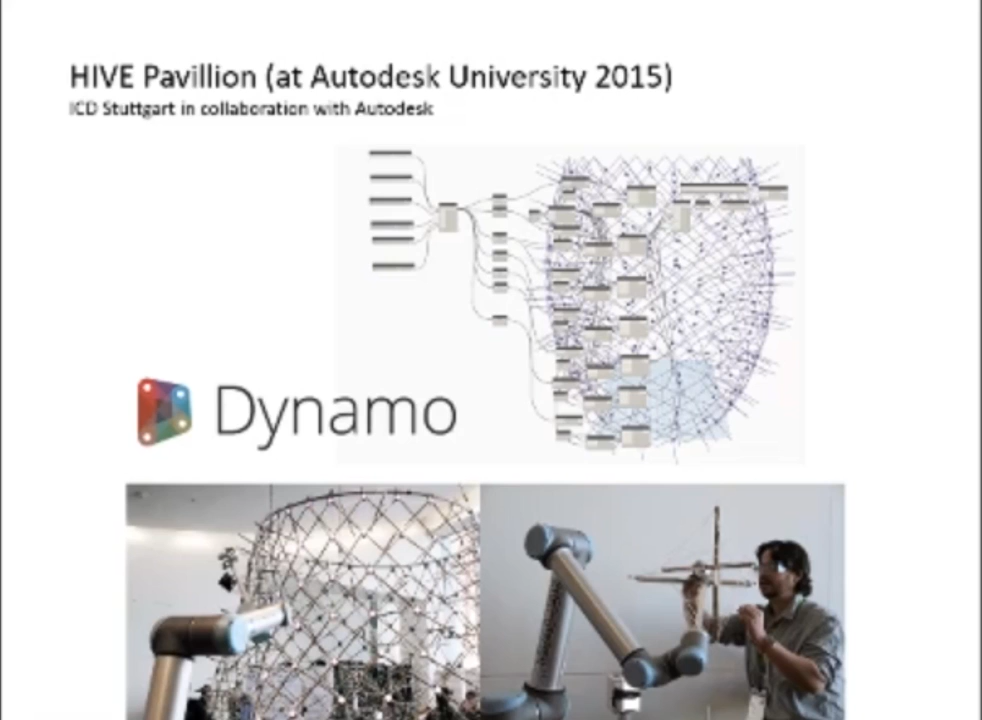 HIVE Pavillion (at Autodesk University 2015)
ICD Stuttgart in collaboration with Autodesk
Dynamo